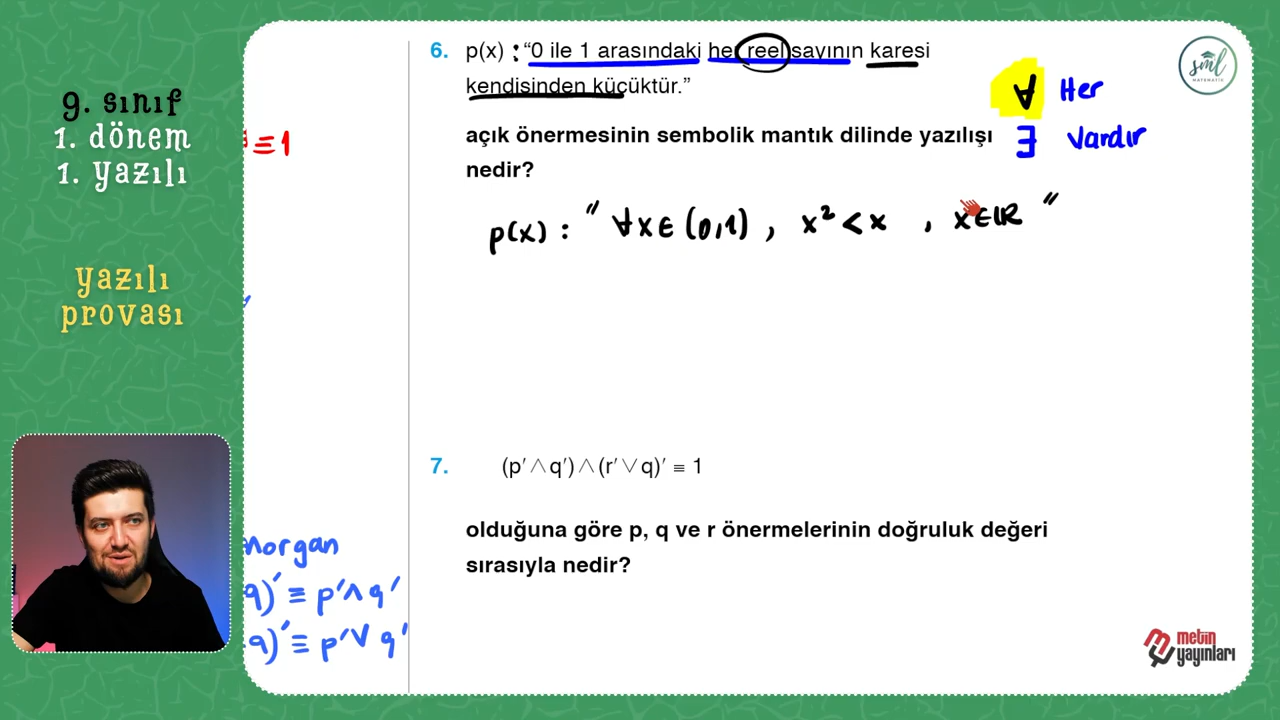 9. sınıf
1. dönem
1. yazılı
yazılı
provası
≡ 1
morgan
q)′ ≡ p′∧ q′
q)′ ≡ p′∨ q′
6. p(x) : “0 ile 1 arasındaki her reel sayının karesi
kendisinden küçüktür.”
∀ Her
∃ Vardır
açık önermesinin sembolik mantık dilinde yazılışı
nedir?
p(x) : " ∀x∈ (0,1) , x² < x , x∈ℝ "
7. (p′∧q′)∧(r′∨q)′ ≡ 1
olduğuna göre p, q ve r önermelerinin doğruluk değeri
sırasıyla nedir?
sml
MATEMATİK
metin
yayınları